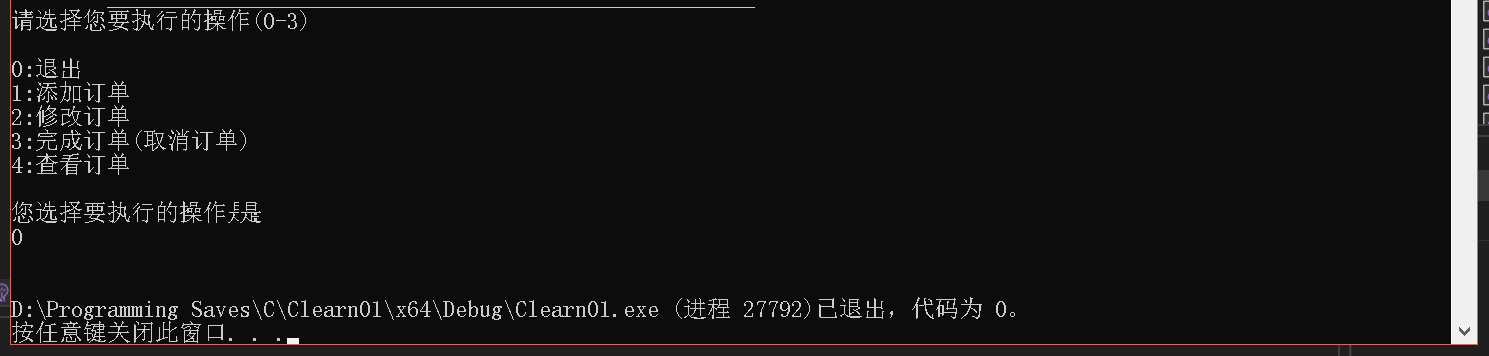 请选择您要执行的操作(0-3)
0:退出
1:添加订单
2:修改订单
3:完成订单(取消订单)
4:查看订单
您选择要执行的操作是
0
D:\Programming Saves\C\Clearn01\x64\Debug\Clearn01.exe (进程 27792)已退出，代码为 0。
按任意键关闭此窗口. . .